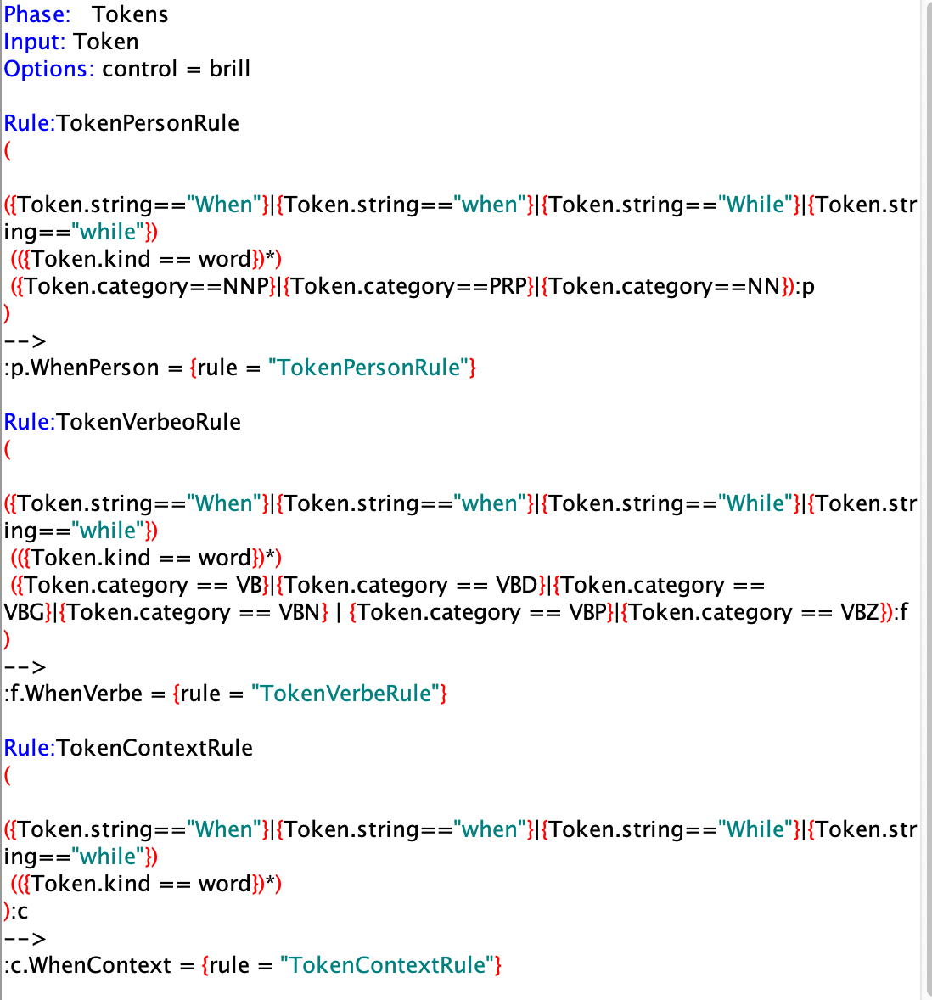 Phase:   Tokens
Input: Token
Options: control = brill
Rule:TokenPersonRule
(
({Token.string=="When"}|{Token.string=="when"}|{Token.string=="While"}|{Token.str
ing=="while"})
(({Token.kind == word})*)
({Token.category==NNP}|{Token.category==PRP}|{Token.category==NN}):p
)
-->
:p.WhenPerson = {rule = "TokenPersonRule"}
Rule:TokenVerbeoRule
(
({Token.string=="When"}|{Token.string=="when"}|{Token.string=="While"}|{Token.str
ing=="while"})
(({Token.kind == word})*)
({Token.category == VB}|{Token.category == VBD}|{Token.category ==
VBG}|{Token.category == VBN} | {Token.category == VBP}|{Token.category == VBZ}):f
)
-->
:f.WhenVerbe = {rule = "TokenVerbeRule"}
Rule:TokenContextRule
(
({Token.string=="When"}|{Token.string=="when"}|{Token.string=="While"}|{Token.str
ing=="while"})
(({Token.kind == word})*)
):c
-->
:c.WhenContext = {rule = "TokenContextRule"}